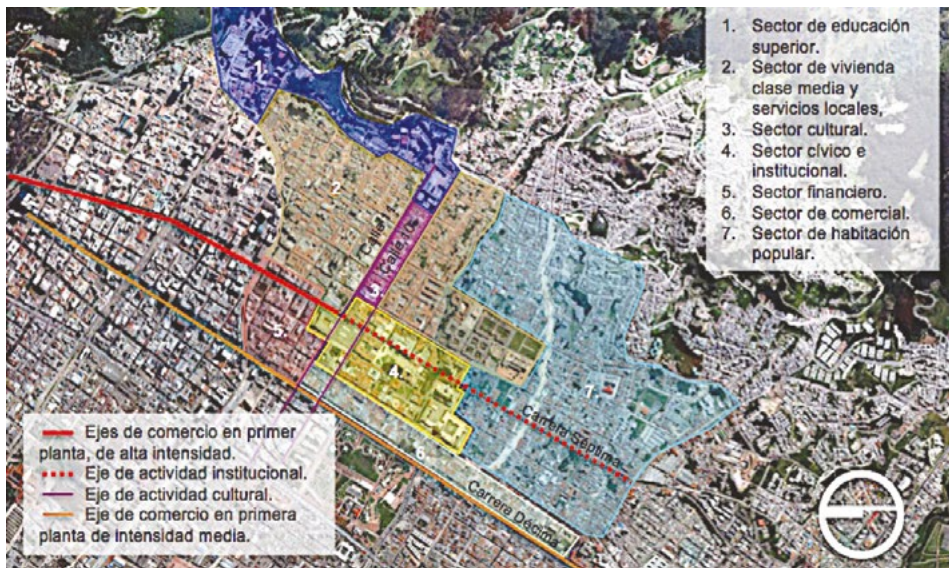 1. Sector de educación
superior.
2. Sector de vivienda
clase media y
servicios locales,
3. Sector cultural.
4. Sector cívico e
institucional.
5. Sector financiero.
6. Sector de comercial.
7. Sector de habitación
popular.
1
2
Calle
Calle 10
3
5
4
6
7
Carrera Séptima
Carrera Décima
Ejes de comercio en primer
planta, de alta intensidad.
Eje de actividad institucional.
Eje de actividad cultural.
Eje de comercio en primera
planta de intensidad media.